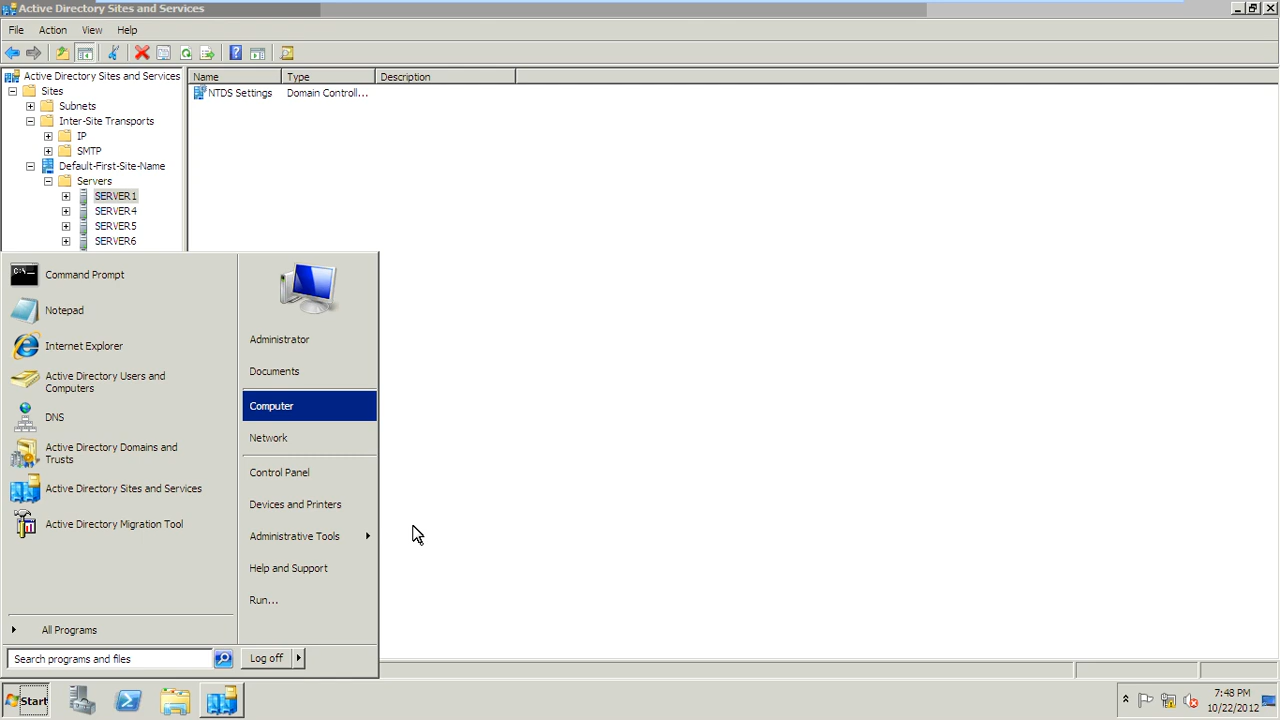 Active Directory Sites and Services
File Action View Help
Active Directory Sites and Services
Sites
Subnets
Inter-Site Transports
IP
SMTP
Default-First-Site-Name
Servers
SERVER1
SERVER4
SERVER5
SERVER6
Name Type Description
NTDS Settings Domain Controll...
C:\_
Command Prompt
Notepad
Internet Explorer
Active Directory Users and
Computers
DNS
Active Directory Domains and
Trusts
Active Directory Sites and Services
Active Directory Migration Tool
All Programs
Search programs and files
Administrator
Documents
Computer
Network
Control Panel
Devices and Printers
Administrative Tools
Help and Support
Run...
Log off
Start
7:48 PM
10/22/2012